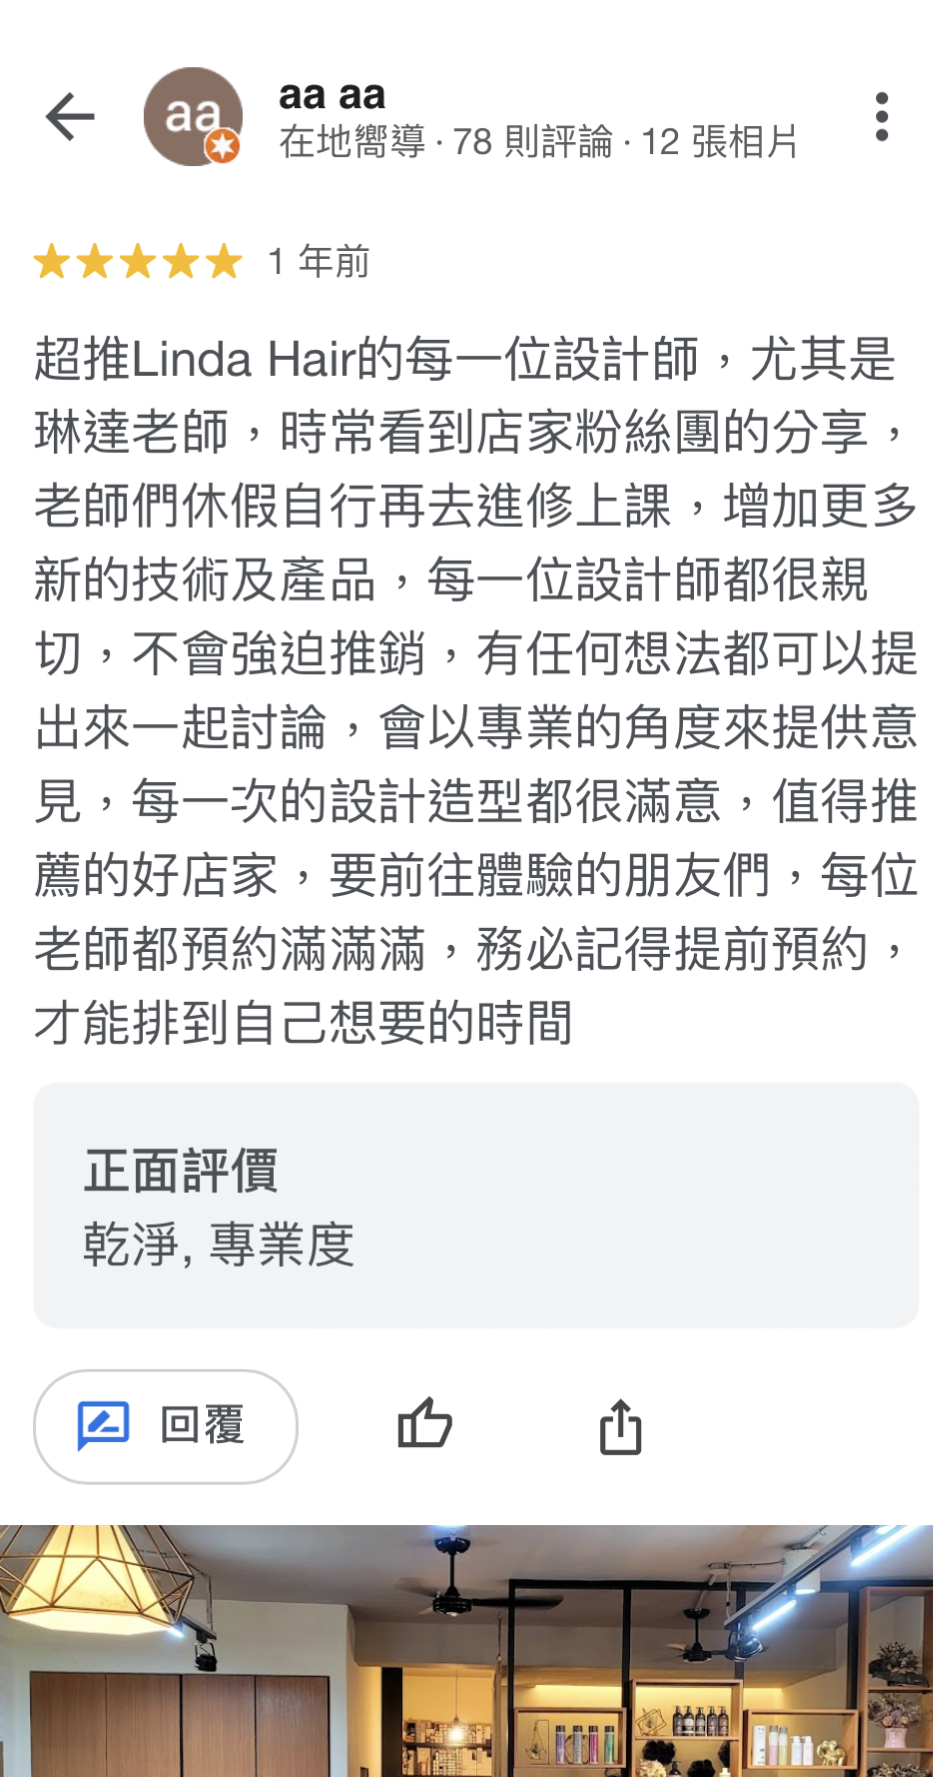 aa
aa aa
在地嚮導 · 78 則評論 · 12 張相片
1 年前
超推Linda Hair的每一位設計師，尤其是
琳達老師，時常看到店家粉絲團的分享，
老師們休假自行再去進修上課，增加更多
新的技術及產品，每一位設計師都很親
切，不會強迫推銷，有任何想法都可以提
出來一起討論，會以專業的角度來提供意
見，每一次的設計造型都很滿意，值得推
薦的好店家，要前往體驗的朋友們，每位
老師都預約滿滿滿，務必記得提前預約，
才能排到自己想要的時間
正面評價
乾淨, 專業度
回覆